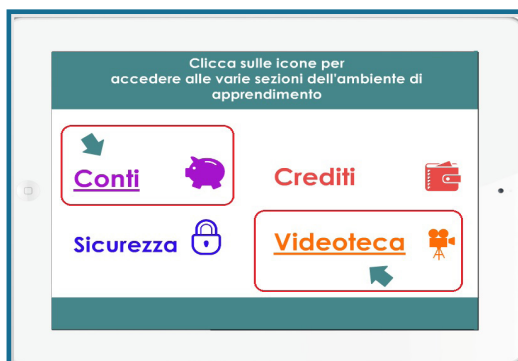 Clicca sulle icone per
accedere alle varie sezioni dell'ambiente di
apprendimento
Conti
Crediti
Sicurezza
Videoteca